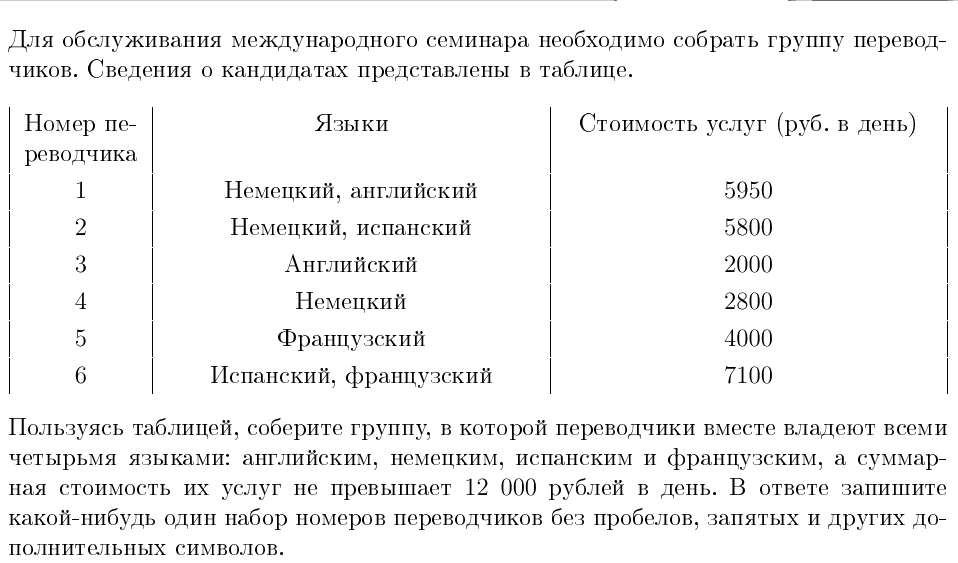 Для обслуживания международного семинара необходимо собрать группу перевод-
чиков. Сведения о кандидатах представлены в таблице.
Номер пе- Языки Стоимость услуг (руб. в день)
реводчика
1 Немецкий, английский 5950
2 Немецкий, испанский 5800
3 Английский 2000
4 Немецкий 2800
5 Французский 4000
6 Испанский, французский 7100
Пользуясь таблицей, соберите группу, в которой переводчики вместе владеют всеми
четырьмя языками: английским, немецким, испанским и французским, а суммар-
ная стоимость их услуг не превышает 12 000 рублей в день. В ответе запишите
какой-нибудь один набор номеров переводчиков без пробелов, запятых и других до-
полнительных символов.